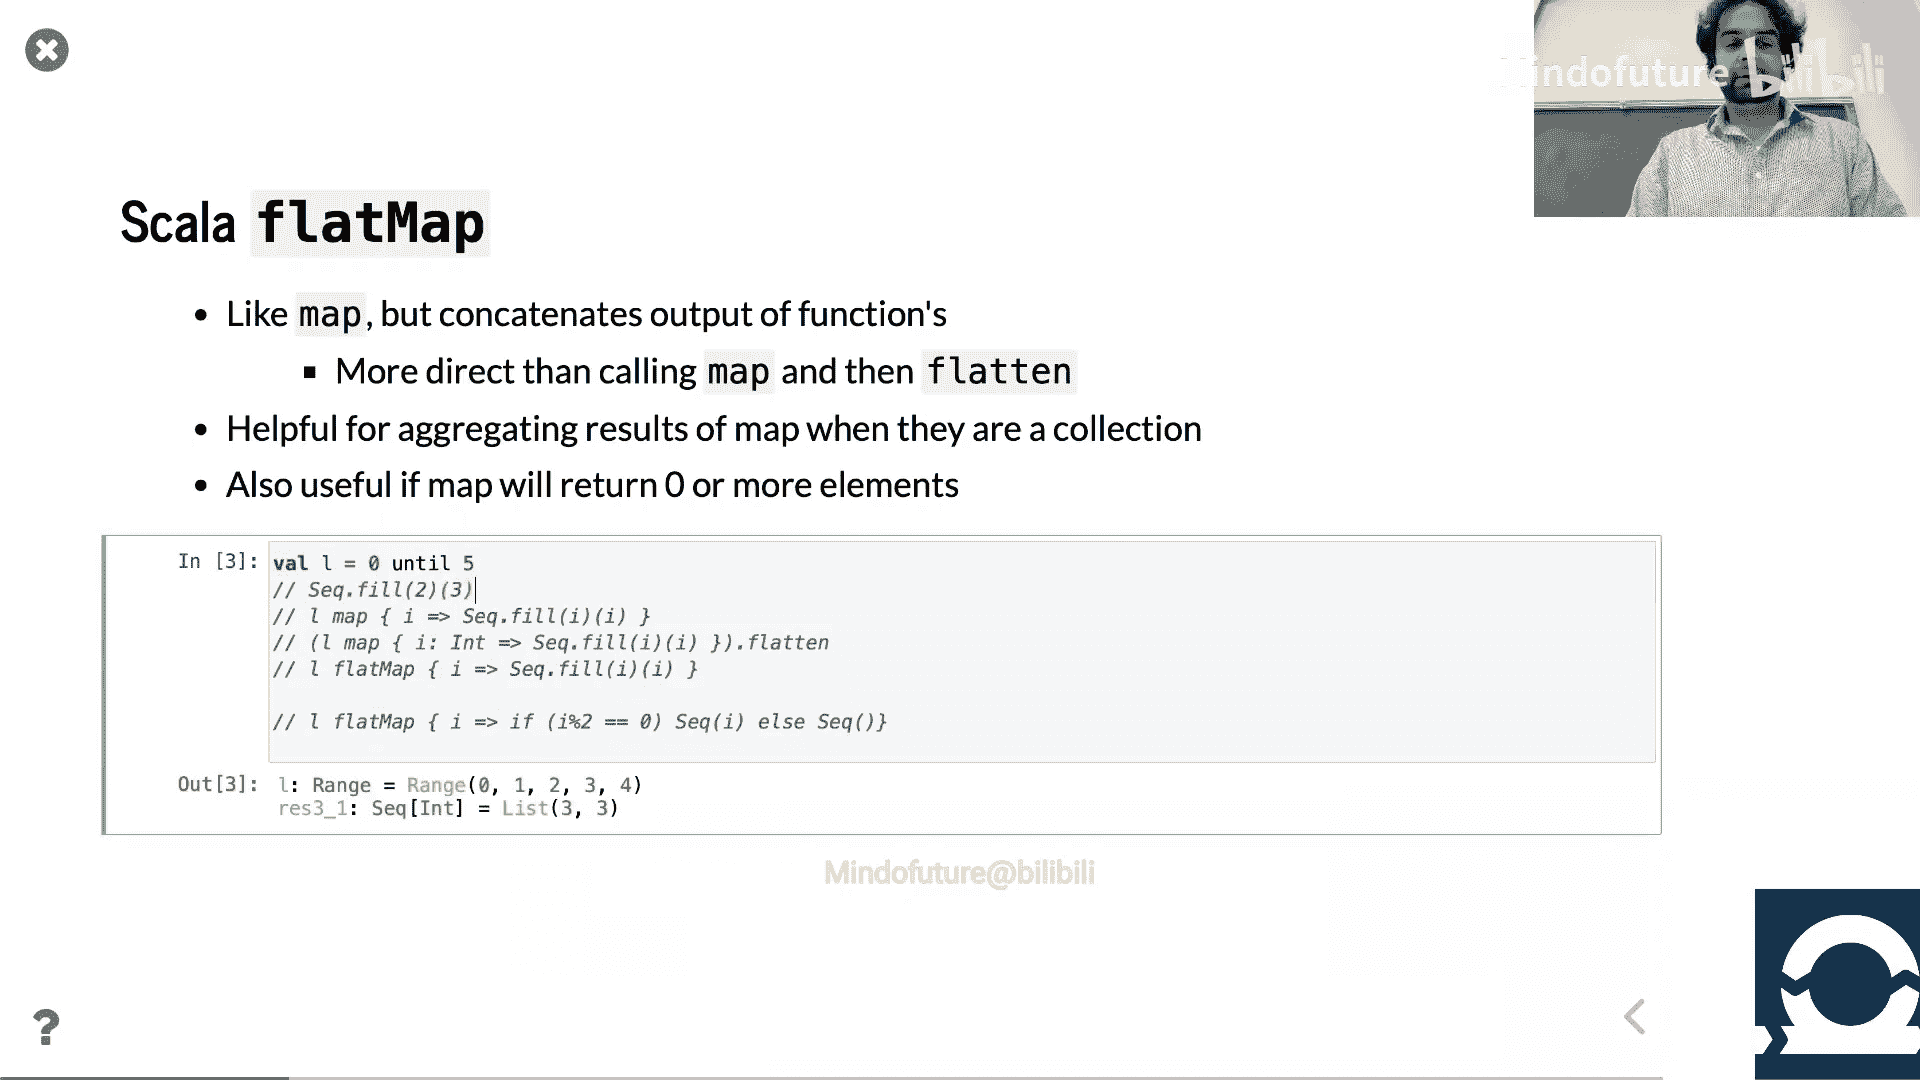 indofuture bilibili
Scala flatMap
• Like map, but concatenates output of function's
▪ More direct than calling map and then flatten
• Helpful for aggregating results of map when they are a collection
• Also useful if map will return 0 or more elements
In [3]: val l = 0 until 5
// Seq.fill(2)(3)
// l map { i => Seq.fill(i)(i) }
// (l map { i: Int => Seq.fill(i)(i) }).flatten
// l flatMap { i => Seq.fill(i)(i) }
// l flatMap { i => if (i%2 == 0) Seq(i) else Seq()}
Out[3]: l: Range = Range(0, 1, 2, 3, 4)
res3_1: Seq[Int] = List(3, 3)
Mindofuture@bilibili
?